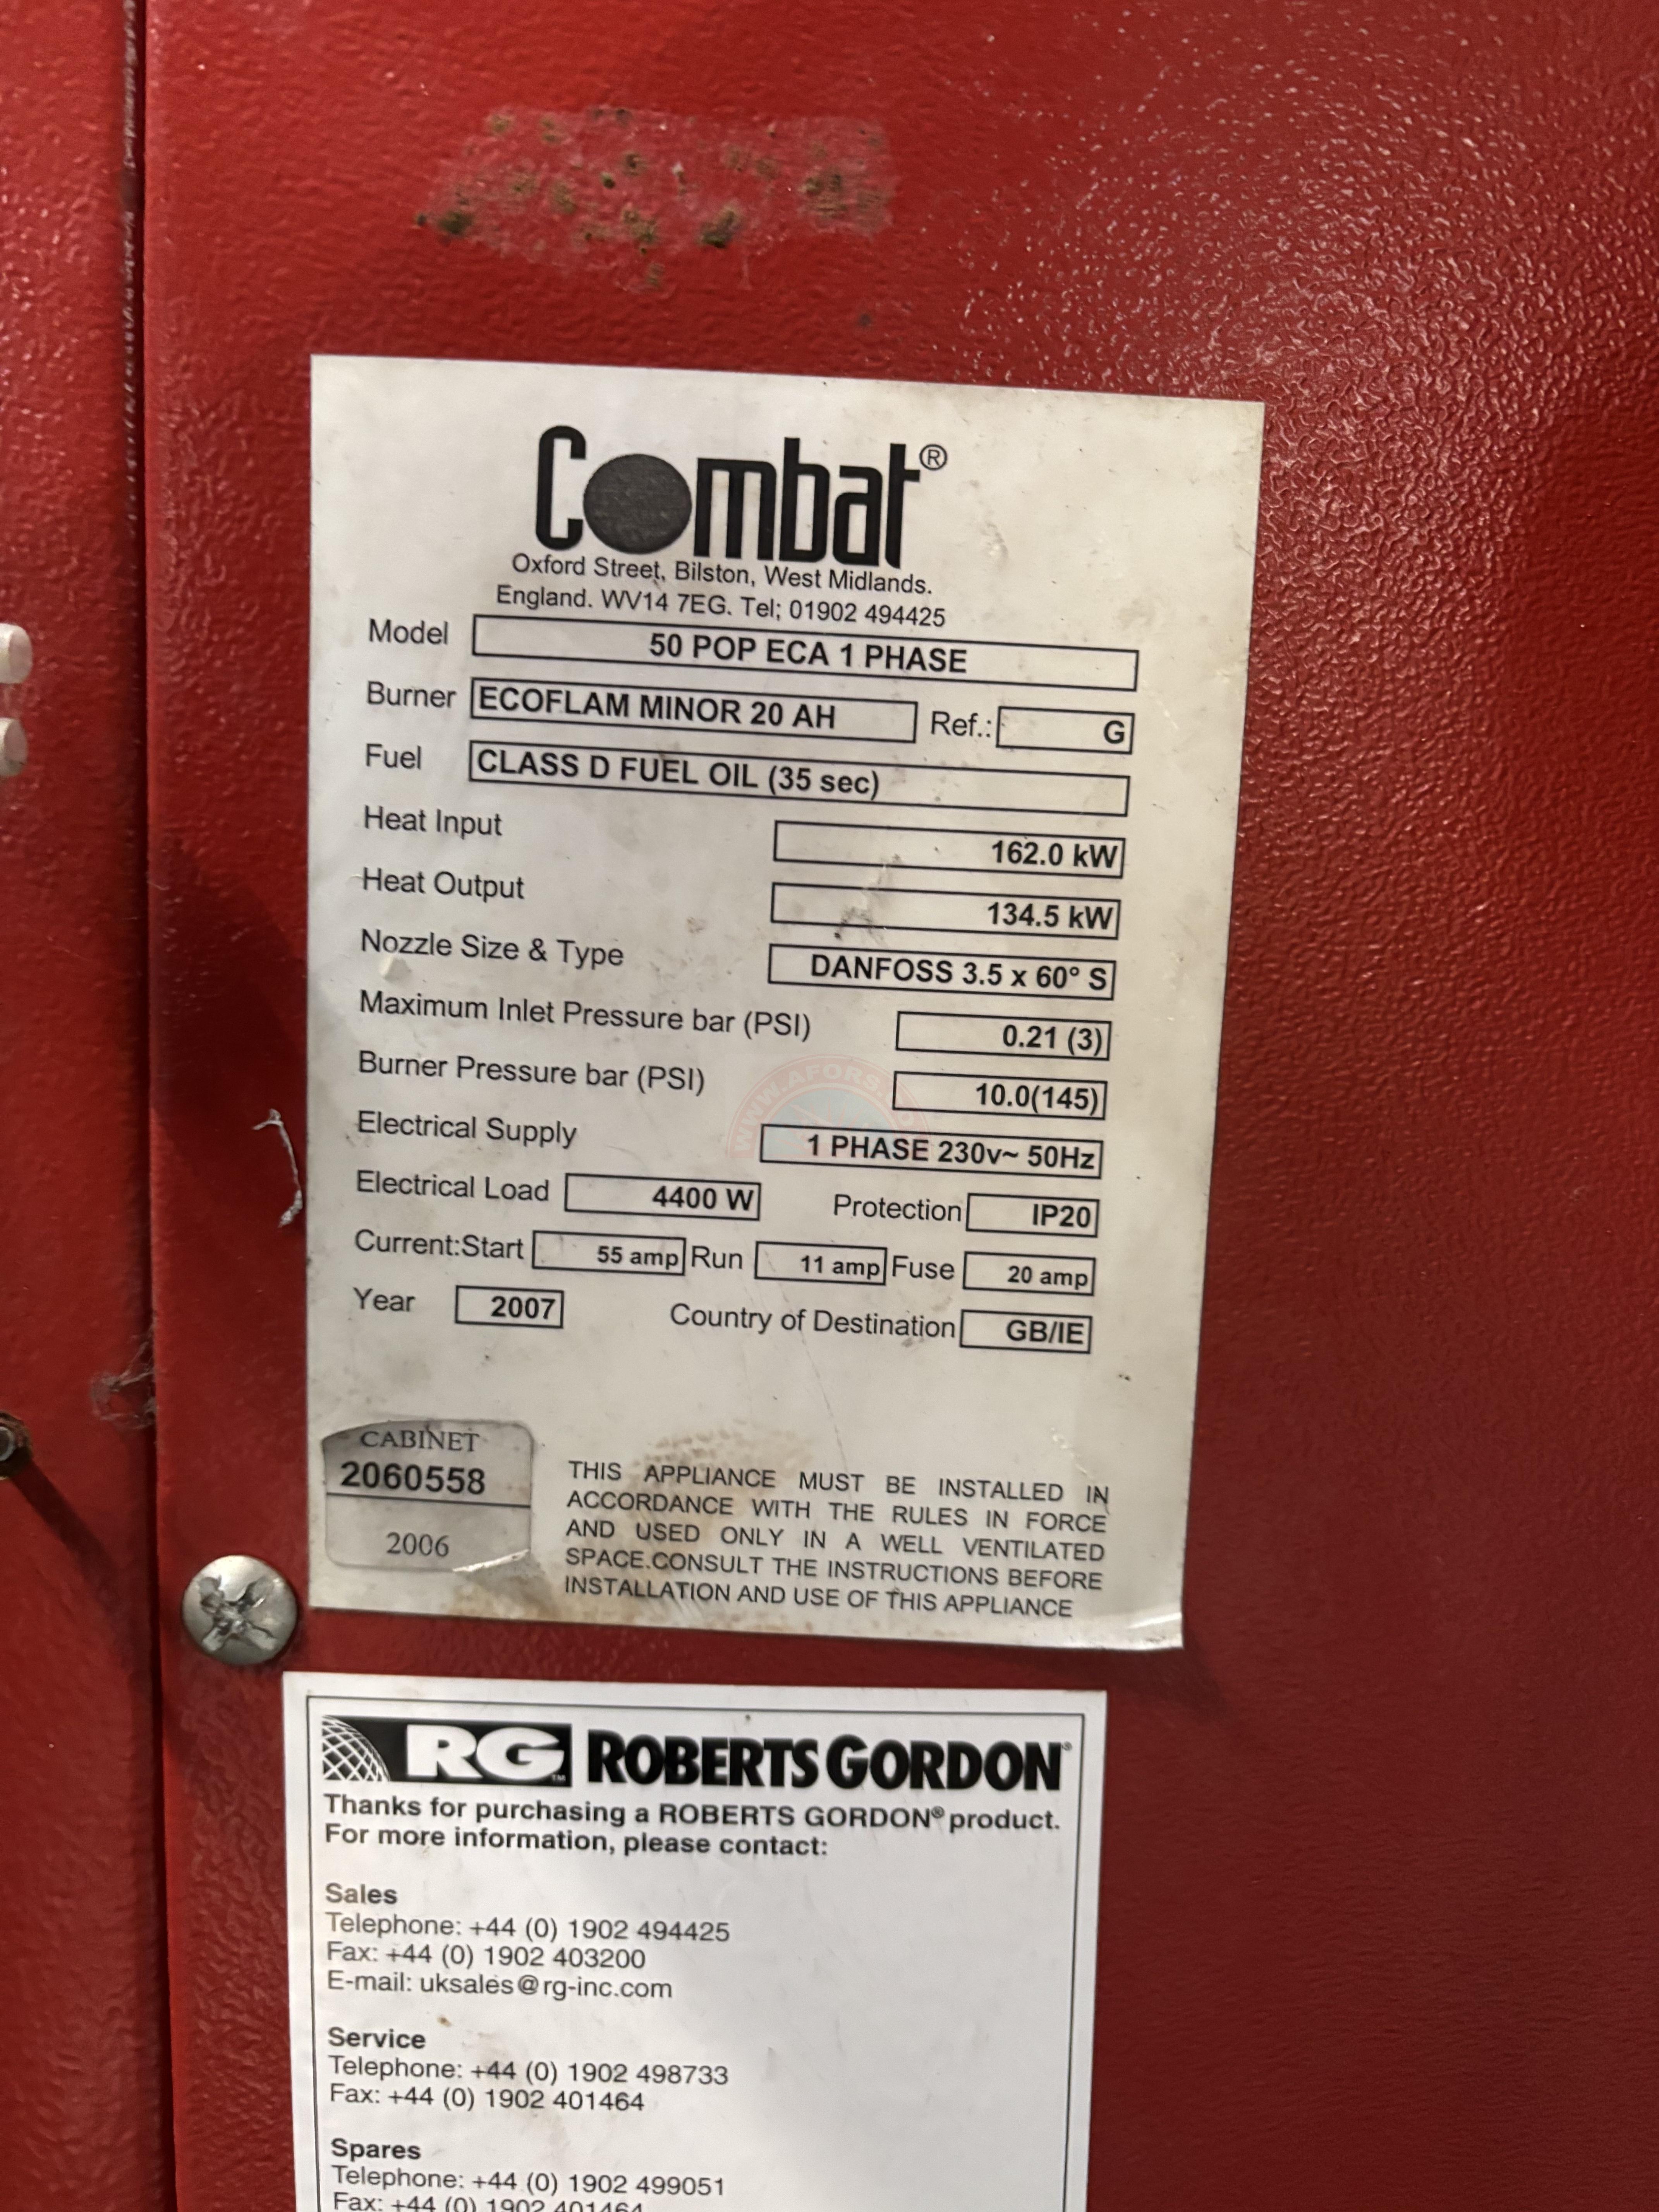 Combat®
Oxford Street, Bilston, West Midlands.
England. WV14 7EG. Tel; 01902 494425
Model 50 POP ECA 1 PHASE
Burner ECOFLAM MINOR 20 AH Ref.: G
Fuel CLASS D FUEL OIL (35 sec)
Heat Input 162.0 kW
Heat Output 134.5 kW
Nozzle Size & Type DANFOSS 3.5 x 60° S
Maximum Inlet Pressure bar (PSI) 0.21 (3)
Burner Pressure bar (PSI) 10.0(145)
Electrical Supply 1 PHASE 230v~ 50Hz
Electrical Load 4400 W Protection IP20
Current:Start 55 amp Run 11 amp Fuse 20 amp
Year 2007 Country of Destination GB/IE
CABINET
2060558
2006
THIS APPLIANCE MUST BE INSTALLED IN
ACCORDANCE WITH THE RULES IN FORCE
AND USED ONLY IN A WELL VENTILATED
SPACE.CONSULT THE INSTRUCTIONS BEFORE
INSTALLATION AND USE OF THIS APPLIANCE
RG™ ROBERTS GORDON®
Thanks for purchasing a ROBERTS GORDON® product.
For more information, please contact:
Sales
Telephone: +44 (0) 1902 494425
Fax: +44 (0) 1902 403200
E-mail: uksales@rg-inc.com
Service
Telephone: +44 (0) 1902 498733
Fax: +44 (0) 1902 401464
Spares
Telephone: +44 (0) 1902 499051
Fax: +44 (0) 1902 401464